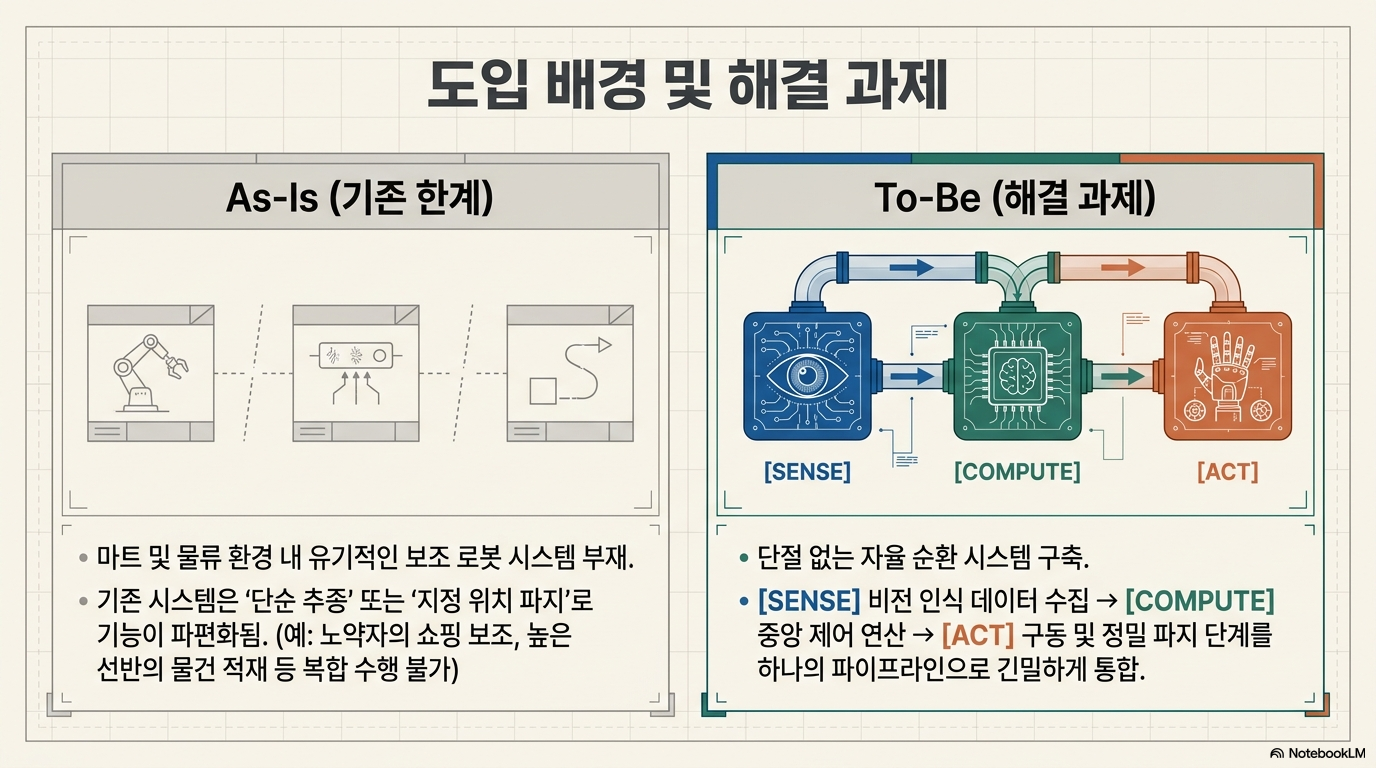 도입 배경 및 해결 과제
As-Is (기존 한계)
• 마트 및 물류 환경 내 유기적인 보조 로봇 시스템 부재.
• 기존 시스템은 ‘단순 추종’ 또는 ‘지정 위치 파지’로
기능이 파편화됨. (예: 노약자의 쇼핑 보조, 높은
선반의 물건 적재 등 복합 수행 불가)
To-Be (해결 과제)
[SENSE]
[COMPUTE]
[ACT]
• 단절 없는 자율 순환 시스템 구축.
• [SENSE] 비전 인식 데이터 수집 → [COMPUTE]
중앙 제어 연산 → [ACT] 구동 및 정밀 파지 단계를
하나의 파이프라인으로 긴밀하게 통합.
NotebookLM